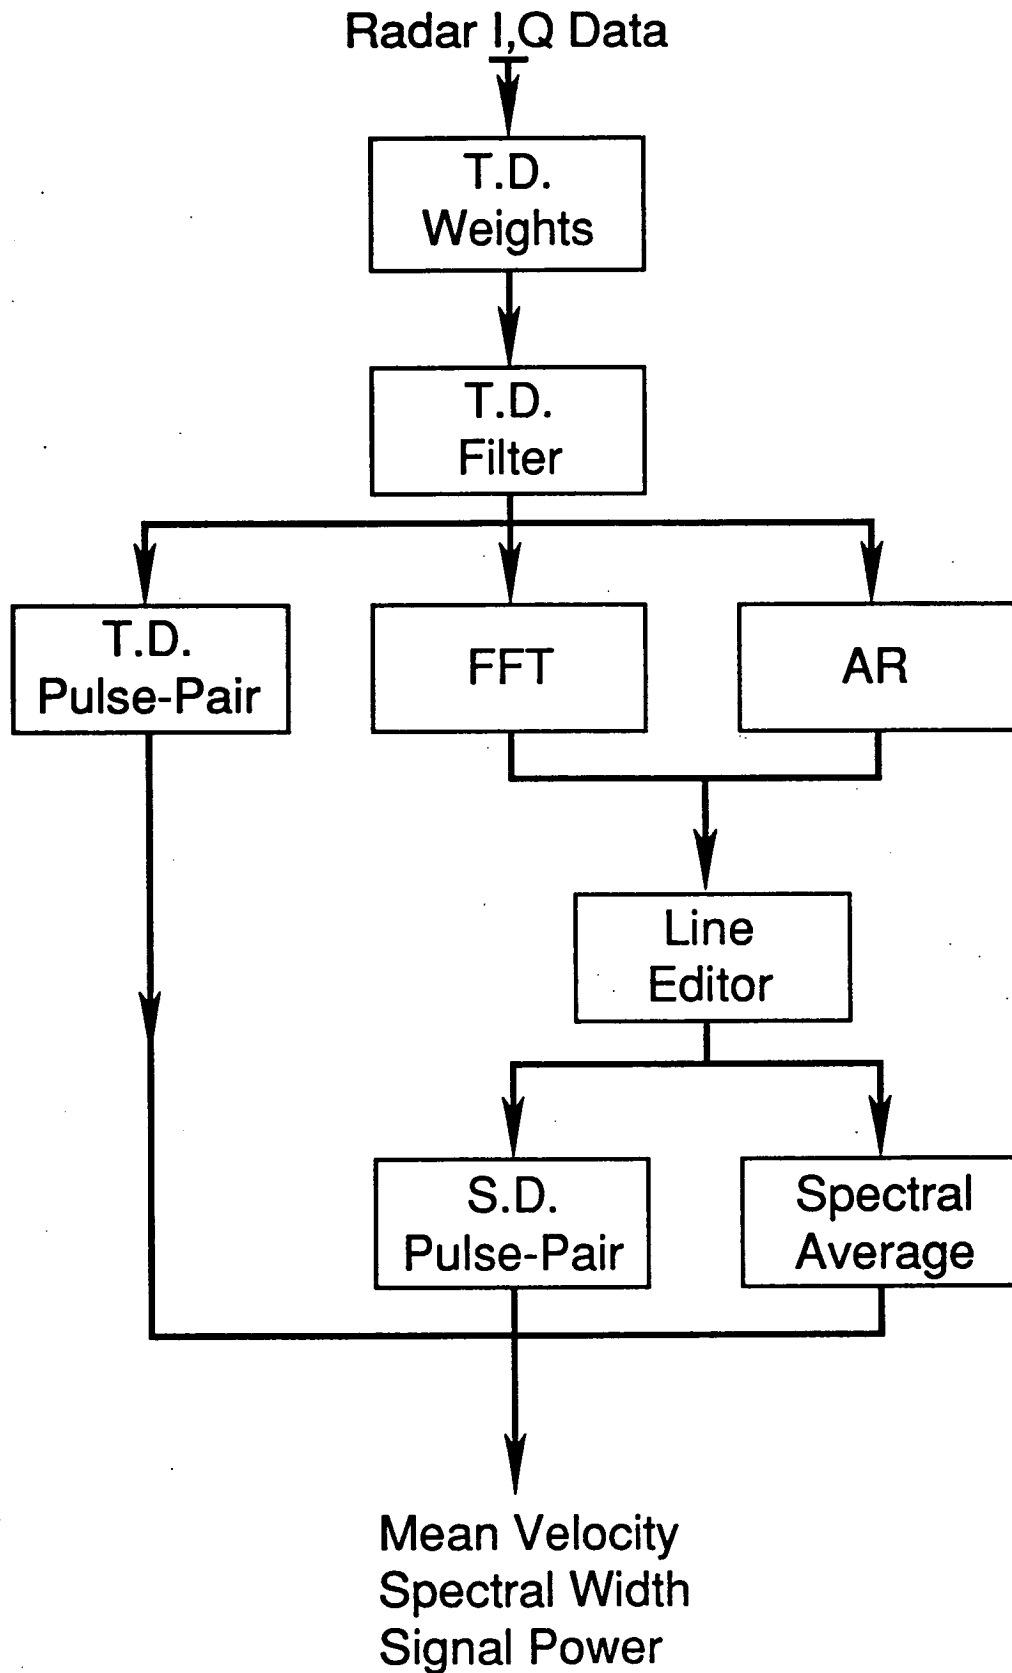 Radar I,Q Data
T.D.
Weights
T.D.
Filter
T.D.
Pulse-Pair
FFT
AR
Line
Editor
S.D.
Pulse-Pair
Spectral
Average
Mean Velocity
Spectral Width
Signal Power